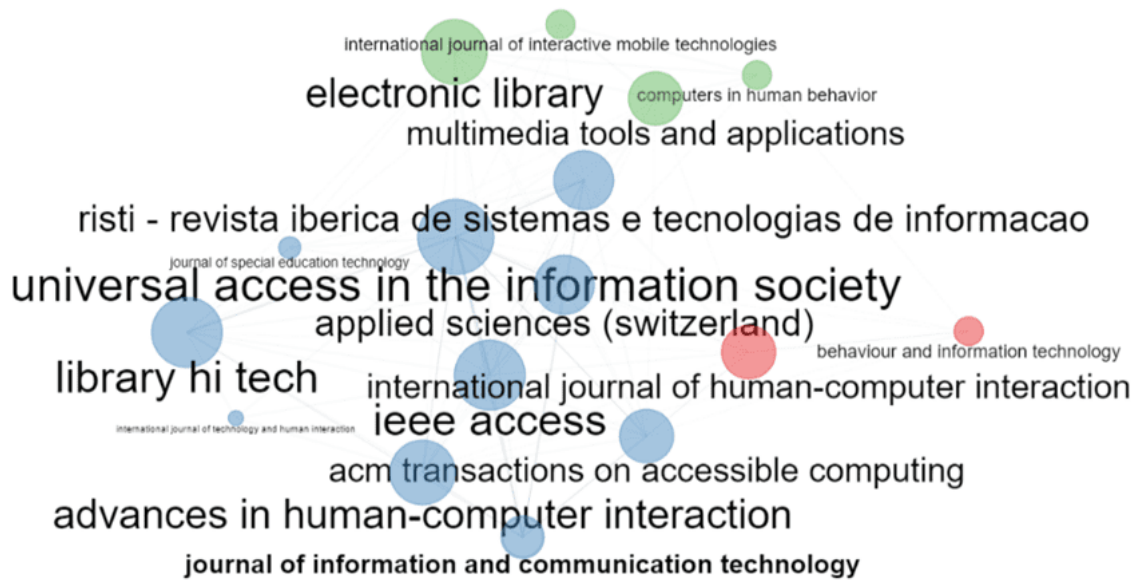 international journal of interactive mobile technologies
electronic library
computers in human behavior
multimedia tools and applications
risti - revista iberica de sistemas e tecnologias de informacao
journal of special education technology
universal access in the information society
applied sciences (switzerland)
behaviour and information technology
library hi tech
international journal of human-computer interaction
ieee access
international journal of technology and human interaction
acm transactions on accessible computing
advances in human-computer interaction
journal of information and communication technology